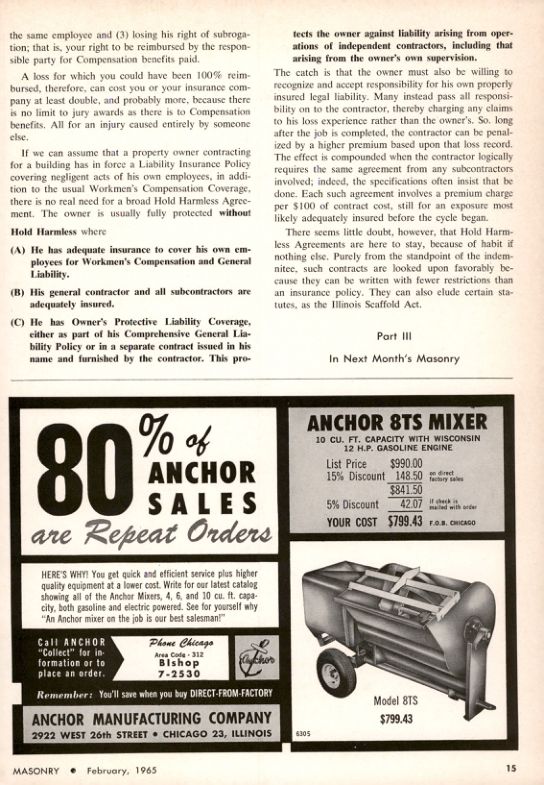 the same employee and (3) losing his right of subroga-
tion; that is, your right to be reimbursed by the respon-
sible party for Compensation benefits paid.
A loss for which you could have been 100% reim-
bursed, therefore, can cost you or your insurance com-
pany at least double, and probably more, because there
is no limit to jury awards as there is to Compensation
benefits. All for an injury caused entirely by someone
else.
If we can assume that a property owner contracting
for a building has in force a Liability Insurance Policy
covering negligent acts of his own employees, in addi-
tion to the usual Workmen's Compensation Coverage,
there is no real need for a broad Hold Harmless Agree-
ment. The owner is usually fully protected without
Hold Harmless where
(A) He has adequate insurance to cover his own em-
ployees for Workmen's Compensation and General
Liability.
(B) His general contractor and all subcontractors are
adequately insured.
(C) He has Owner's Protective Liability Coverage,
either as part of his Comprehensive General Lia-
bility Policy or in a separate contract issued in his
name and furnished by the contractor. This pro-
tects the owner against liability arising from oper-
ations of independent contractors, including that
arising from the owner's own supervision.
The catch is that the owner must also be willing to
recognize and accept responsibility for his own properly
insured legal liability. Many instead pass all responsi-
bility on to the contractor, thereby charging any claims
to his loss experience rather than the owner's. So. long
after the job is completed, the contractor can be penal-
ized by a higher premium based upon that loss record.
The effect is compounded when the contractor logically
requires the same agreement from any subcontractors
involved; indeed, the specifications often insist that be
done. Each such agreement involves a premium charge
per $100 of contract cost, still for an exposure most
likely adequately insured before the cycle began.
There seems little doubt, however, that Hold Harm-
less Agreements are here to stay, because of habit if
nothing else. Purely from the standpoint of the indem-
nitee, such contracts are looked upon favorably be-
cause they can be written with fewer restrictions than
an insurance policy. They can also elude certain sta-
tutes, as the Illinois Scaffold Act.
Part III
In Next Month's Masonry
80% of
ANCHOR
SALES
are Repeat Orders
HERE'S WHY! You get quick and efficient service plus higher
quality equipment at a lower cost. Write for our latest catalog
showing all of the Anchor Mixers, 4, 6, and 10 cu. ft. capa-
city, both gasoline and electric powered. See for yourself why
"An Anchor mixer on the job is our best salesman!"
Call ANCHOR
"Collect" for in-
formation or to
place an order.
Phone Chicago
Area Code - 312
BIshop
7-2530
Anchor
Remember: You'll save when you buy DIRECT-FROM-FACTORY
ANCHOR MANUFACTURING COMPANY
2922 WEST 26th STREET • CHICAGO 23, ILLINOIS
ANCHOR 8TS MIXER
10 CU. FT. CAPACITY WITH WISCONSIN
12 H.P. GASOLINE ENGINE
List Price $990.00
15% Discount 148.50 on direct factory sales
$841.50
5% Discount 42.07 if check is mailed with order
YOUR COST $799.43 F.O.B. CHICAGO
Model 8TS
$799.43
6305
MASONRY • February, 1965
15